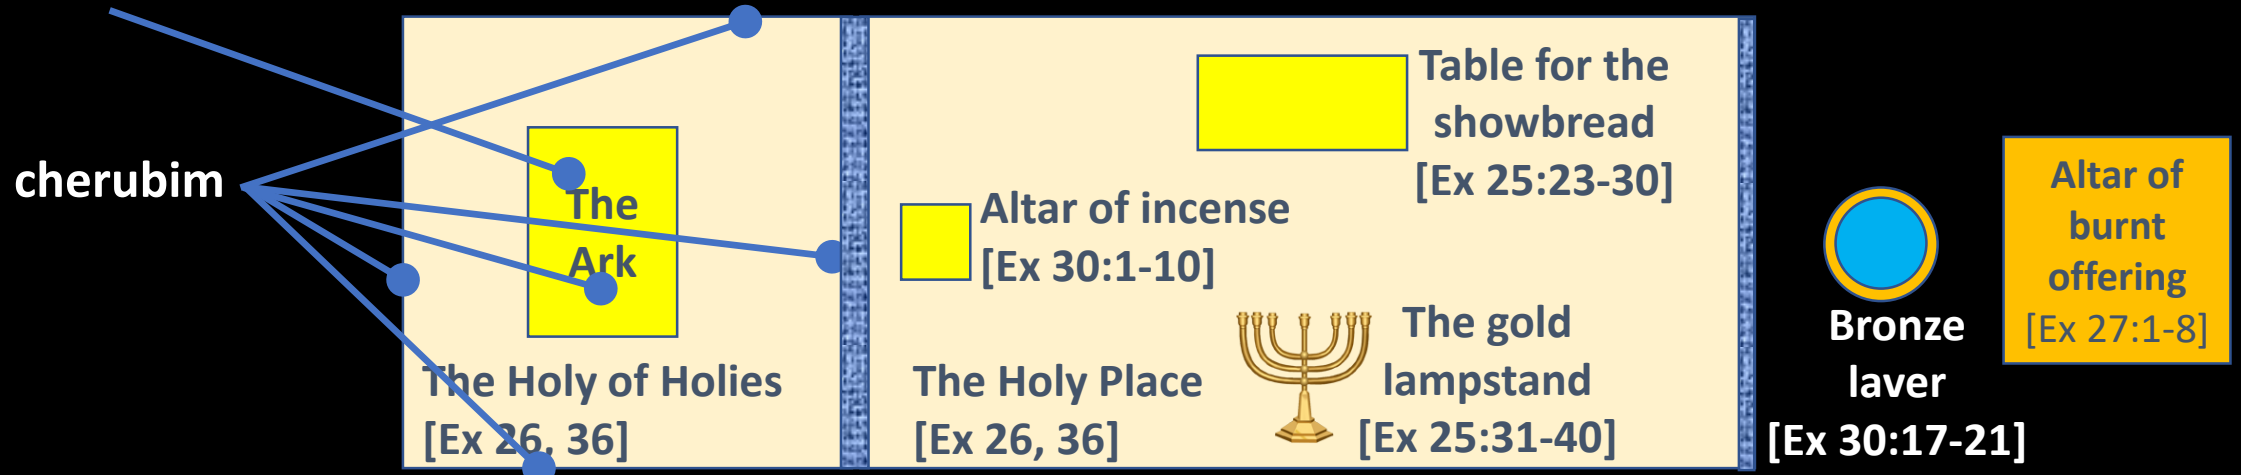 cherubim
The
Ark
The Holy of Holies
[Ex 26, 36]
Altar of incense
[Ex 30:1-10]
The Holy Place
[Ex 26, 36]
Table for the
showbread
[Ex 25:23-30]
The gold
lampstand
[Ex 25:31-40]
Bronze
laver
[Ex 30:17-21]
Altar of
burnt
offering
[Ex 27:1-8]